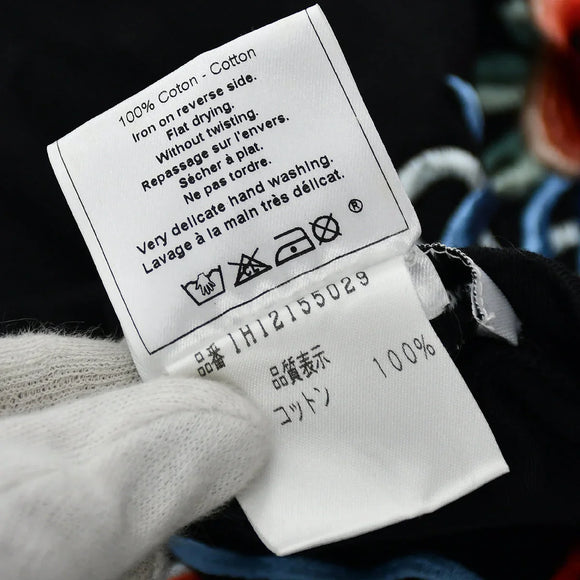 100% Coton - Cotton
Iron on reverse side.
Flat drying.
Without twisting.
Repassage sur l'envers.
Sécher à plat.
Ne pas tordre.
Very delicate hand washing.
Lavage à la main très délicat.
®
品番 1H12155029
品質表示
コットン 100%